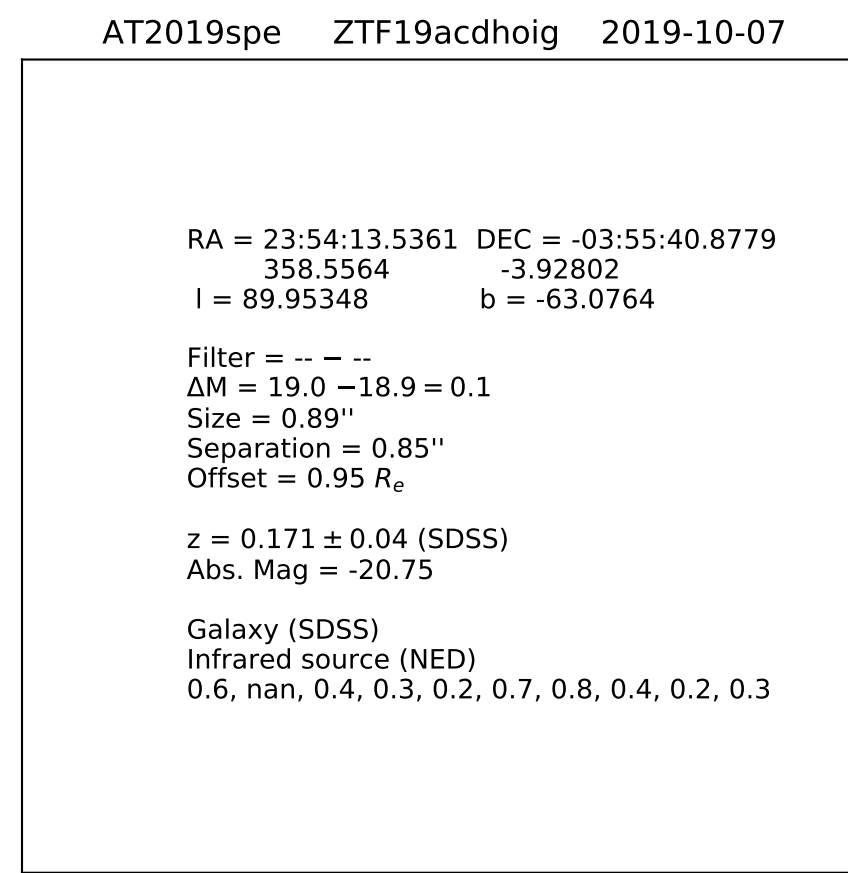 AT2019spe ZTF19acdhoig 2019-10-07
RA = 23:54:13.5361 DEC = -03:55:40.8779
358.5564 -3.92802
l = 89.95348 b = -63.0764
Filter = -- − --
ΔM = 19.0 −18.9 = 0.1
Size = 0.89''
Separation = 0.85''
Offset = 0.95 Rₑ
z = 0.171 ± 0.04 (SDSS)
Abs. Mag = -20.75
Galaxy (SDSS)
Infrared source (NED)
0.6, nan, 0.4, 0.3, 0.2, 0.7, 0.8, 0.4, 0.2, 0.3